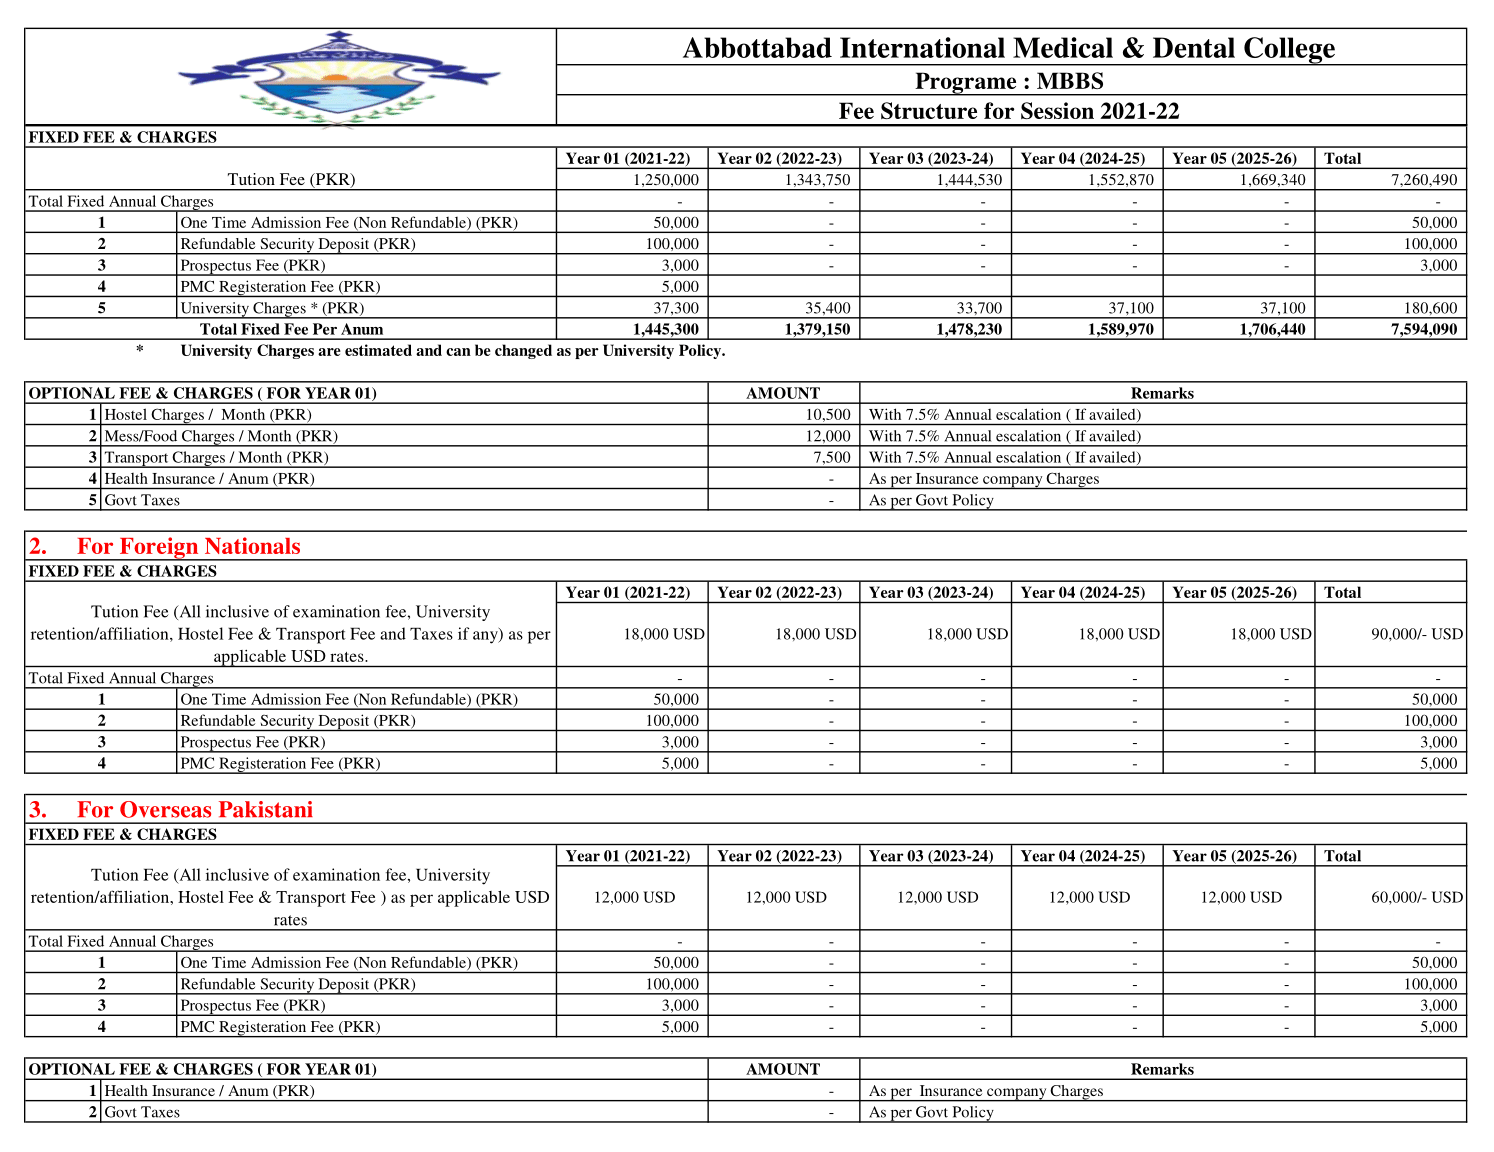 Abbottabad International Medical & Dental College
Programe : MBBS
Fee Structure for Session 2021-22
FIXED FEE & CHARGES
Year 01 (2021-22) Year 02 (2022-23) Year 03 (2023-24) Year 04 (2024-25) Year 05 (2025-26) Total
Tution Fee (PKR) 1,250,000 1,343,750 1,444,530 1,552,870 1,669,340 7,260,490
Total Fixed Annual Charges - - - - - -
1 One Time Admission Fee (Non Refundable) (PKR) 50,000 - - - - 50,000
2 Refundable Security Deposit (PKR) 100,000 - - - - 100,000
3 Prospectus Fee (PKR) 3,000 - - - - 3,000
4 PMC Registeration Fee (PKR) 5,000
5 University Charges * (PKR) 37,300 35,400 33,700 37,100 37,100 180,600
Total Fixed Fee Per Anum 1,445,300 1,379,150 1,478,230 1,589,970 1,706,440 7,594,090
* University Charges are estimated and can be changed as per University Policy.
OPTIONAL FEE & CHARGES ( FOR YEAR 01) AMOUNT Remarks
1 Hostel Charges / Month (PKR) 10,500 With 7.5% Annual escalation ( If availed)
2 Mess/Food Charges / Month (PKR) 12,000 With 7.5% Annual escalation ( If availed)
3 Transport Charges / Month (PKR) 7,500 With 7.5% Annual escalation ( If availed)
4 Health Insurance / Anum (PKR) - As per Insurance company Charges
5 Govt Taxes - As per Govt Policy
2. For Foreign Nationals
FIXED FEE & CHARGES
Year 01 (2021-22) Year 02 (2022-23) Year 03 (2023-24) Year 04 (2024-25) Year 05 (2025-26) Total
Tution Fee (All inclusive of examination fee, University
retention/affiliation, Hostel Fee & Transport Fee and Taxes if any) as per 18,000 USD 18,000 USD 18,000 USD 18,000 USD 18,000 USD 90,000/- USD
applicable USD rates.
Total Fixed Annual Charges - - - - - -
1 One Time Admission Fee (Non Refundable) (PKR) 50,000 - - - - 50,000
2 Refundable Security Deposit (PKR) 100,000 - - - - 100,000
3 Prospectus Fee (PKR) 3,000 - - - - 3,000
4 PMC Registeration Fee (PKR) 5,000 - - - - 5,000
3. For Overseas Pakistani
FIXED FEE & CHARGES
Year 01 (2021-22) Year 02 (2022-23) Year 03 (2023-24) Year 04 (2024-25) Year 05 (2025-26) Total
Tution Fee (All inclusive of examination fee, University
retention/affiliation, Hostel Fee & Transport Fee ) as per applicable USD 12,000 USD 12,000 USD 12,000 USD 12,000 USD 12,000 USD 60,000/- USD
rates
Total Fixed Annual Charges - - - - - -
1 One Time Admission Fee (Non Refundable) (PKR) 50,000 - - - - 50,000
2 Refundable Security Deposit (PKR) 100,000 - - - - 100,000
3 Prospectus Fee (PKR) 3,000 - - - - 3,000
4 PMC Registeration Fee (PKR) 5,000 - - - - 5,000
OPTIONAL FEE & CHARGES ( FOR YEAR 01) AMOUNT Remarks
1 Health Insurance / Anum (PKR) - As per Insurance company Charges
2 Govt Taxes - As per Govt Policy